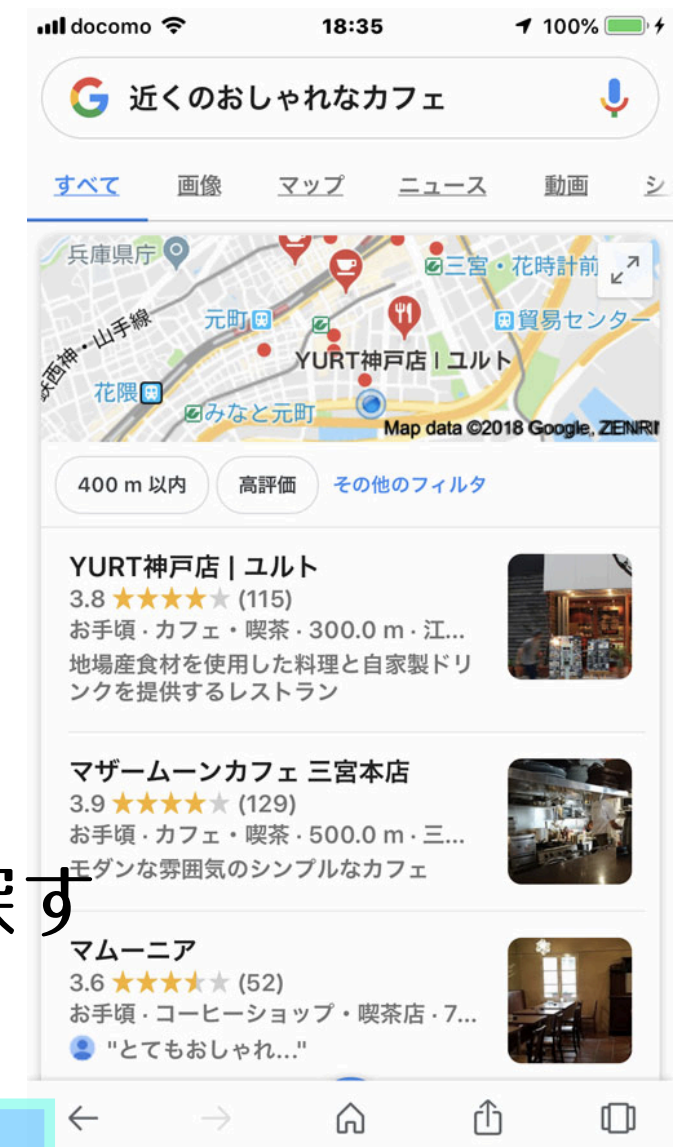 docomo 18:35 100%
近くのおしゃれなカフェ
すべて 画像 マップ ニュース 動画 シ
兵庫県庁
三宮・花時計前
山手線
元町
貿易センター
YURT神戸店 | ユルト
花隈
みなと元町
Map data ©2018 Google, ZENRI
400 m 以内 高評価 その他のフィルタ
YURT神戸店 | ユルト
3.8 ★★★★★ (115)
お手頃 · カフェ・喫茶 · 300.0 m · 江...
地場産食材を使用した料理と自家製ドリ
ンクを提供するレストラン
マザームーンカフェ 三宮本店
3.9 ★★★★★ (129)
お手頃 · カフェ・喫茶 · 500.0 m · 三...
モダンな雰囲気のシンプルなカフェ
探す
マムーニア
3.6 ★★★★★ (52)
お手頃 · コーヒーショップ・喫茶店 · 7...
"とてもおしゃれ..."